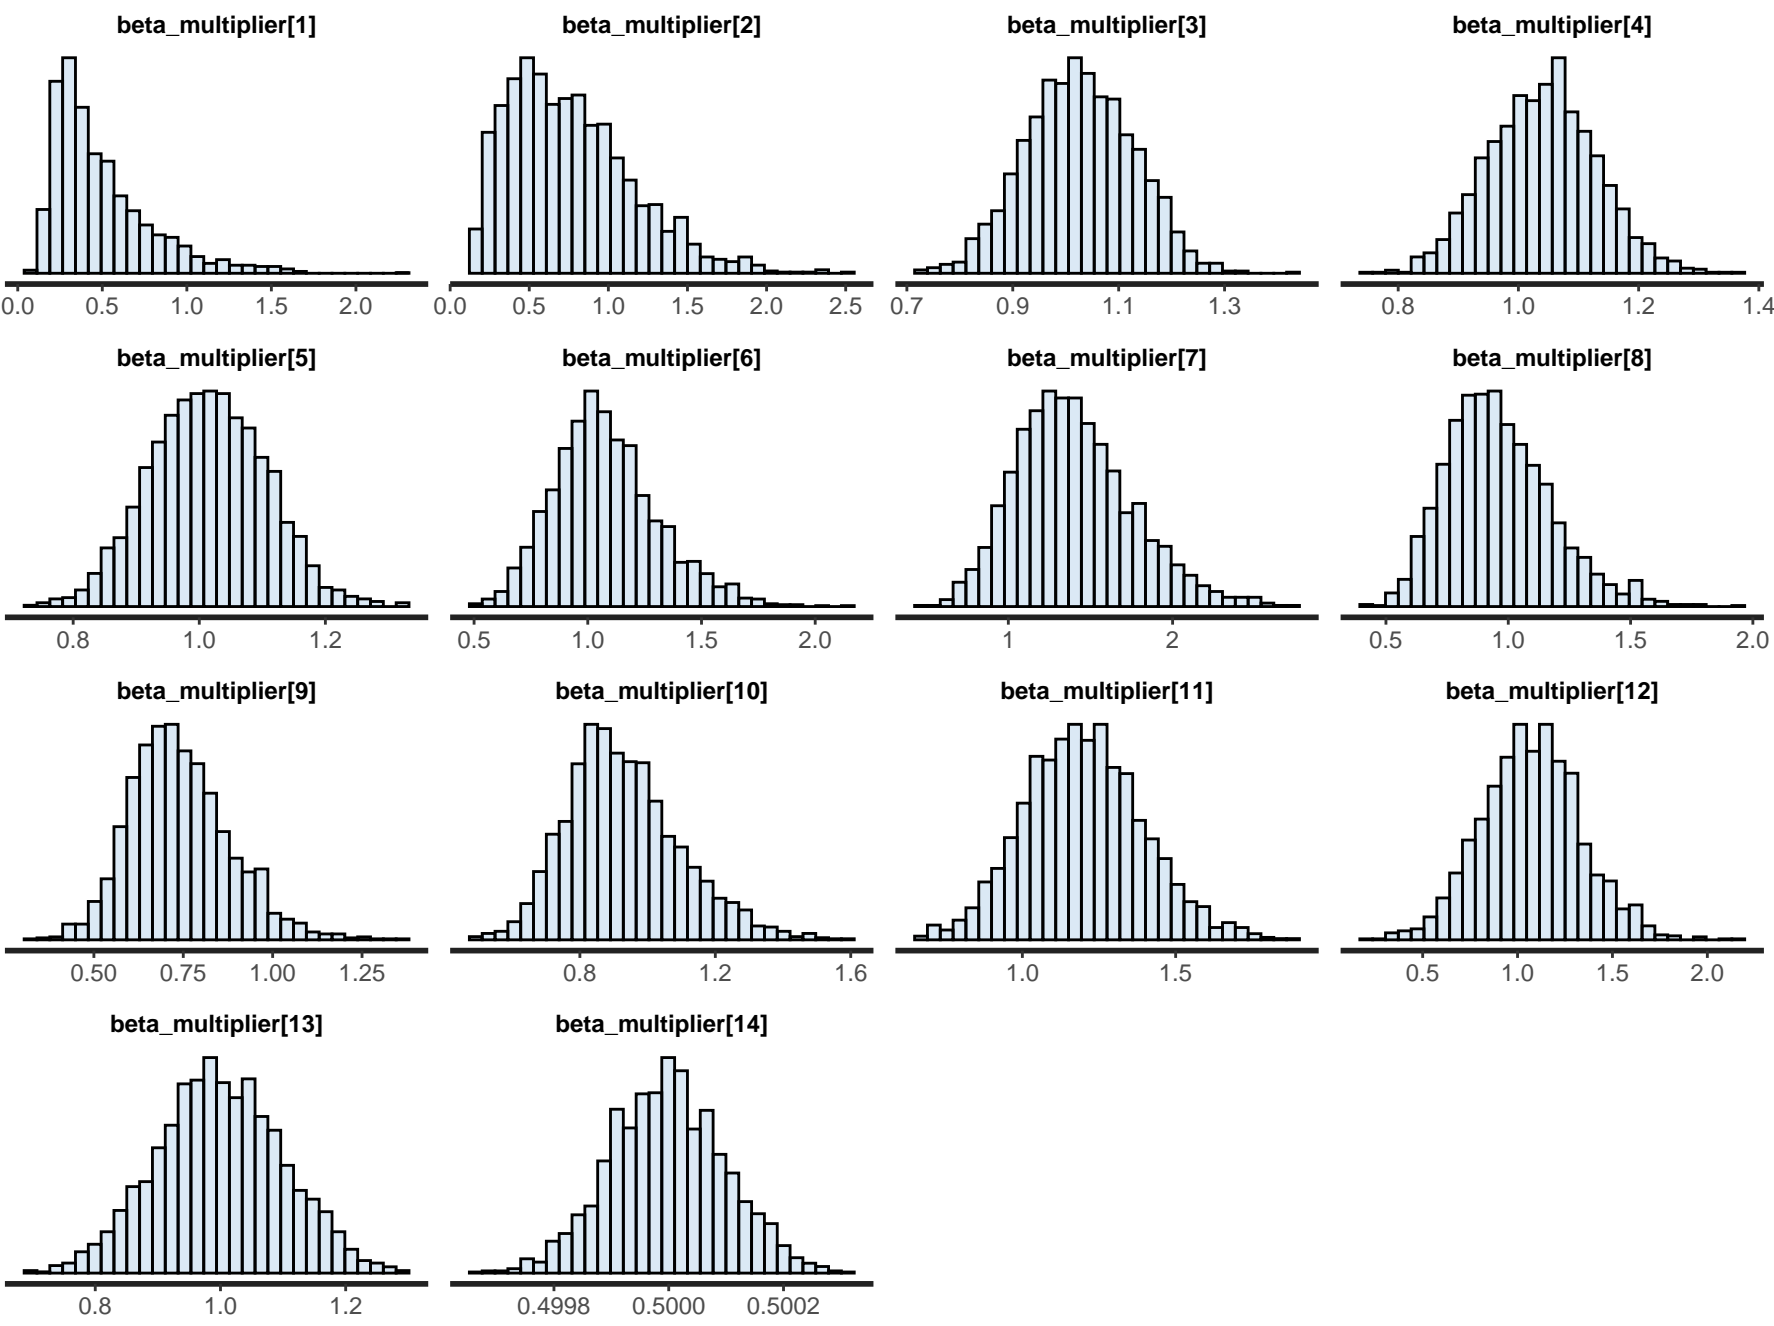 beta_multiplier[1] beta_multiplier[2] beta_multiplier[3] beta_multiplier[4]
0.0 0.5 1.0 1.5 2.0 0.0 0.5 1.0 1.5 2.0 2.5 0.7 0.9 1.1 1.3 0.8 1.0 1.2 1.4
beta_multiplier[5] beta_multiplier[6] beta_multiplier[7] beta_multiplier[8]
0.8 1.0 1.2 0.5 1.0 1.5 2.0 1 2 0.5 1.0 1.5 2.0
beta_multiplier[9] beta_multiplier[10] beta_multiplier[11] beta_multiplier[12]
0.50 0.75 1.00 1.25 0.8 1.2 1.6 1.0 1.5 0.5 1.0 1.5 2.0
beta_multiplier[13] beta_multiplier[14]
0.8 1.0 1.2 0.4998 0.5000 0.5002